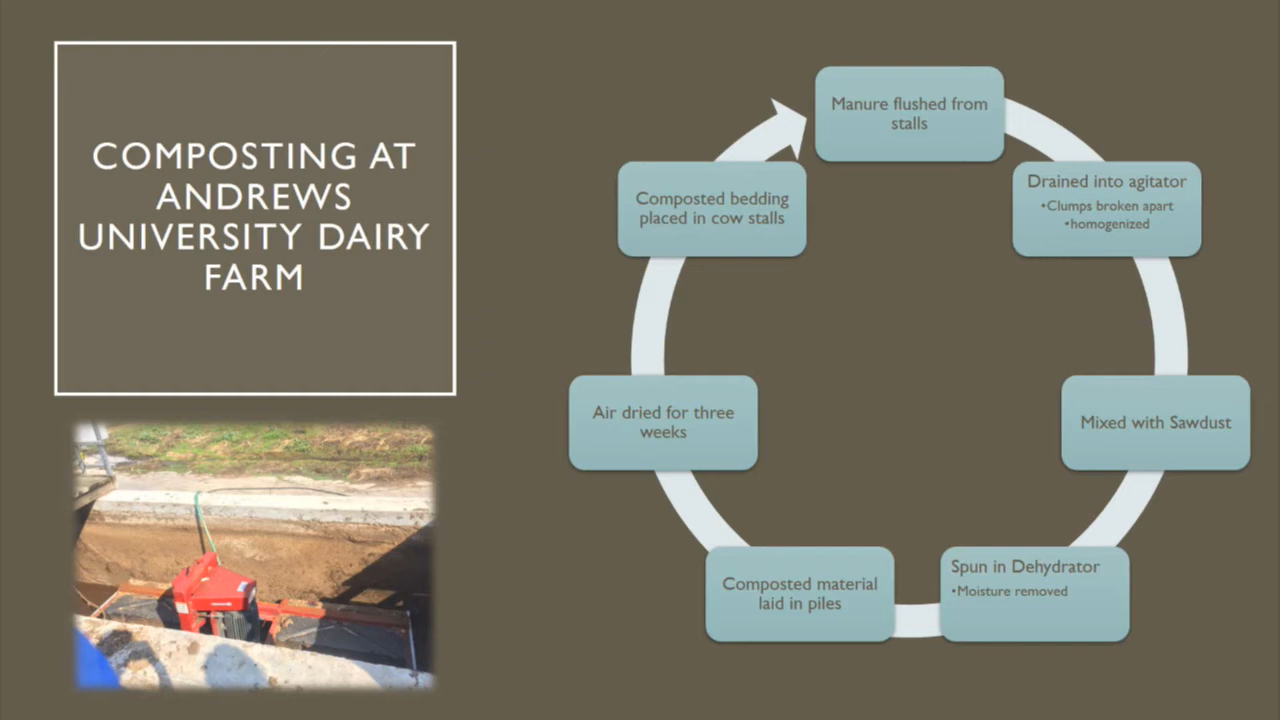 COMPOSTING AT
ANDREWS
UNIVERSITY DAIRY
FARM
Manure flushed from
stalls
Drained into agitator
•Clumps broken apart
•homogenized
Mixed with Sawdust
Spun in Dehydrator
•Moisture removed
Composted material
laid in piles
Air dried for three
weeks
Composted bedding
placed in cow stalls